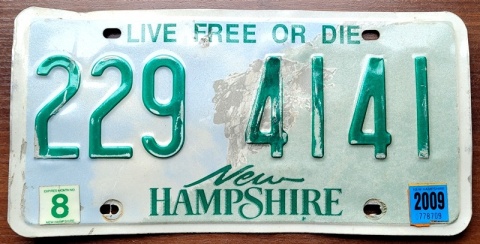 LIVE FREE OR DIE
229 4141
New
HAMPSHIRE
8
2009